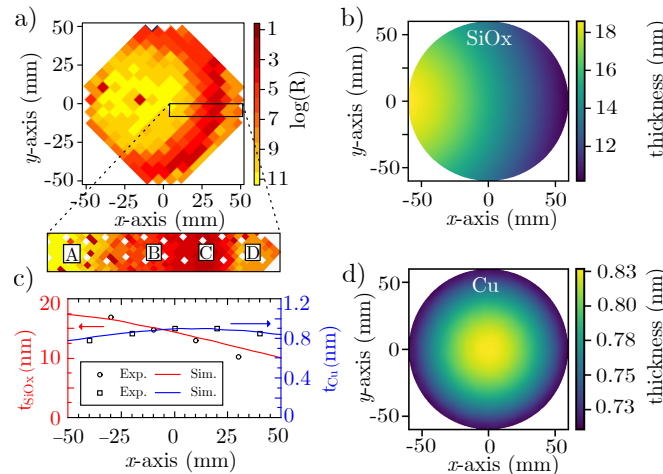 a)
50
25
0
-25
-50
y-axis (mm)
-50 -25 0 25 50
x-axis (mm)
1
3
5
7
9
11
log(R)
A B C D
b)
SiOx
50
0
-50
y-axis (mm)
-50 0 50
x-axis (mm)
18
16
14
12
thickness (nm)
c)
20
15
10
0
t_SiOx (nm)
1.2
0.8
0.4
0
t_Cu (nm)
Exp. Sim.
Exp. Sim.
−50 −25 0 25 50
x-axis (mm)
d)
Cu
50
0
-50
y-axis (mm)
-50 0 50
x-axis (mm)
0.83
0.80
0.78
0.75
0.73
thickness (nm)